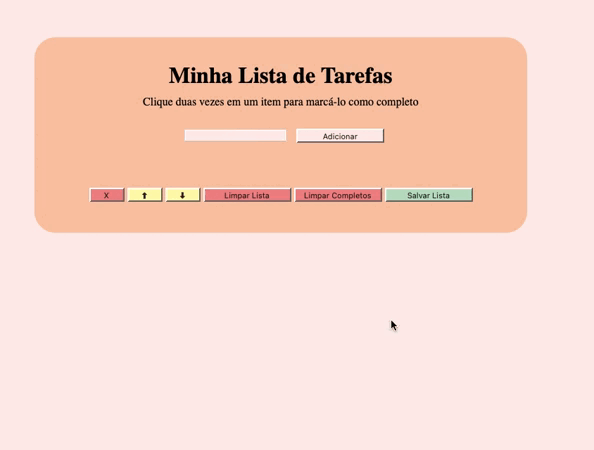 Minha Lista de Tarefas
Clique duas vezes em um item para marcá-lo como completo
Adicionar
X ⬆ ⬇ Limpar Lista Limpar Completos Salvar Lista